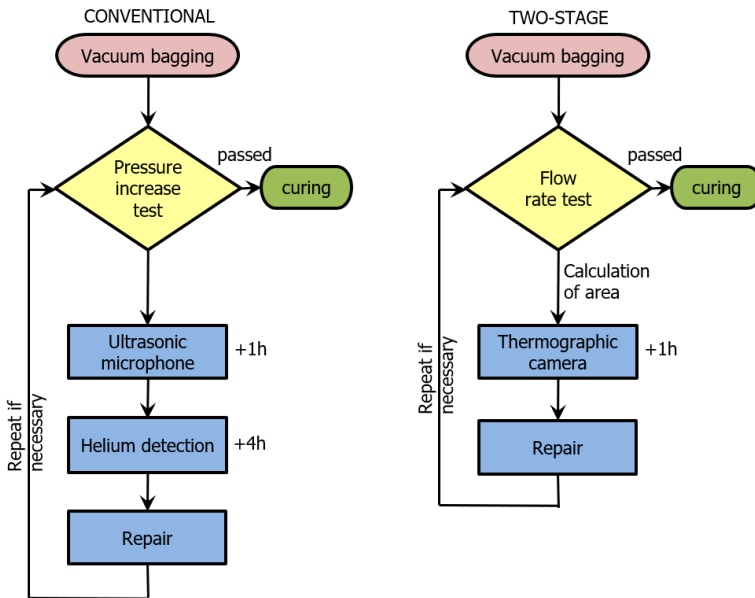 CONVENTIONAL
Vacuum bagging
Pressure
increase
test
passed
curing
Ultrasonic
microphone
+1h
Helium detection
+4h
Repair
Repeat if
necessary
TWO-STAGE
Vacuum bagging
Flow
rate test
passed
curing
Calculation
of area
Thermographic
camera
+1h
Repair
Repeat if
necessary